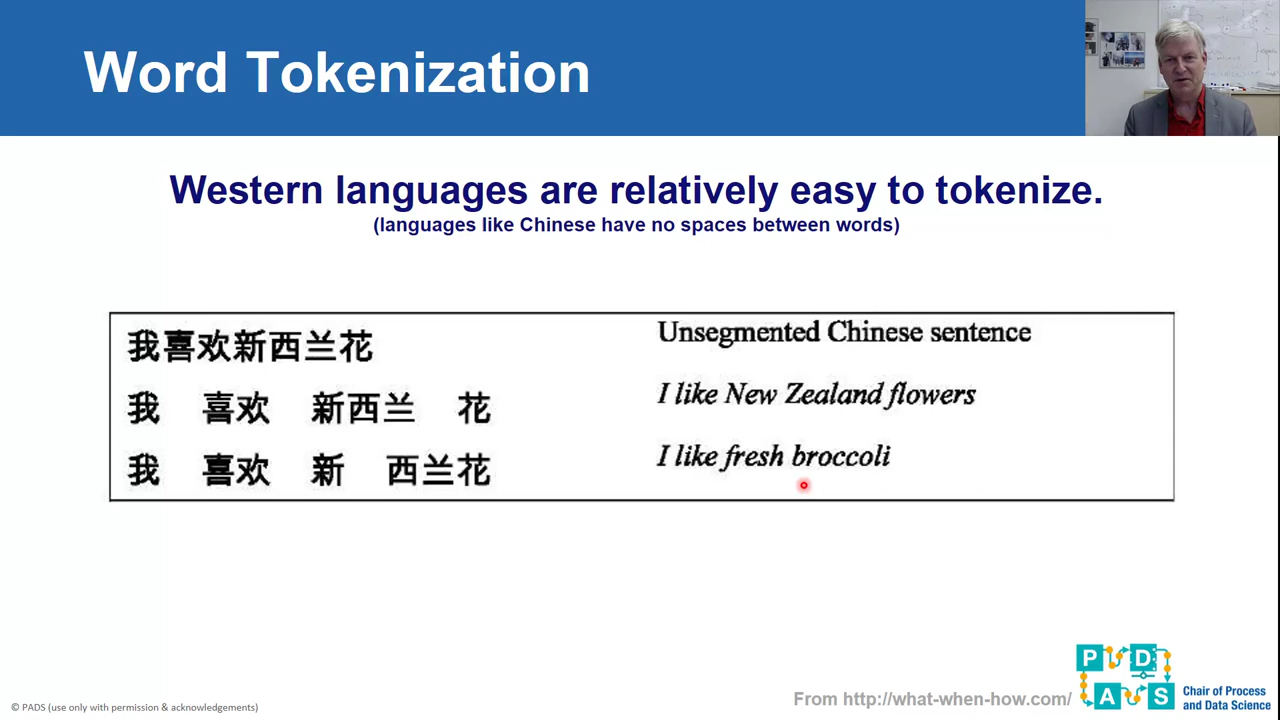 Word Tokenization
Western languages are relatively easy to tokenize.
(languages like Chinese have no spaces between words)
我喜欢新西兰花 Unsegmented Chinese sentence
我 喜欢 新西兰 花 I like New Zealand flowers
我 喜欢 新 西兰花 I like fresh broccoli
From http://what-when-how.com/
P D
A S
Chair of Process
and Data Science
© PADS (use only with permission & acknowledgements)